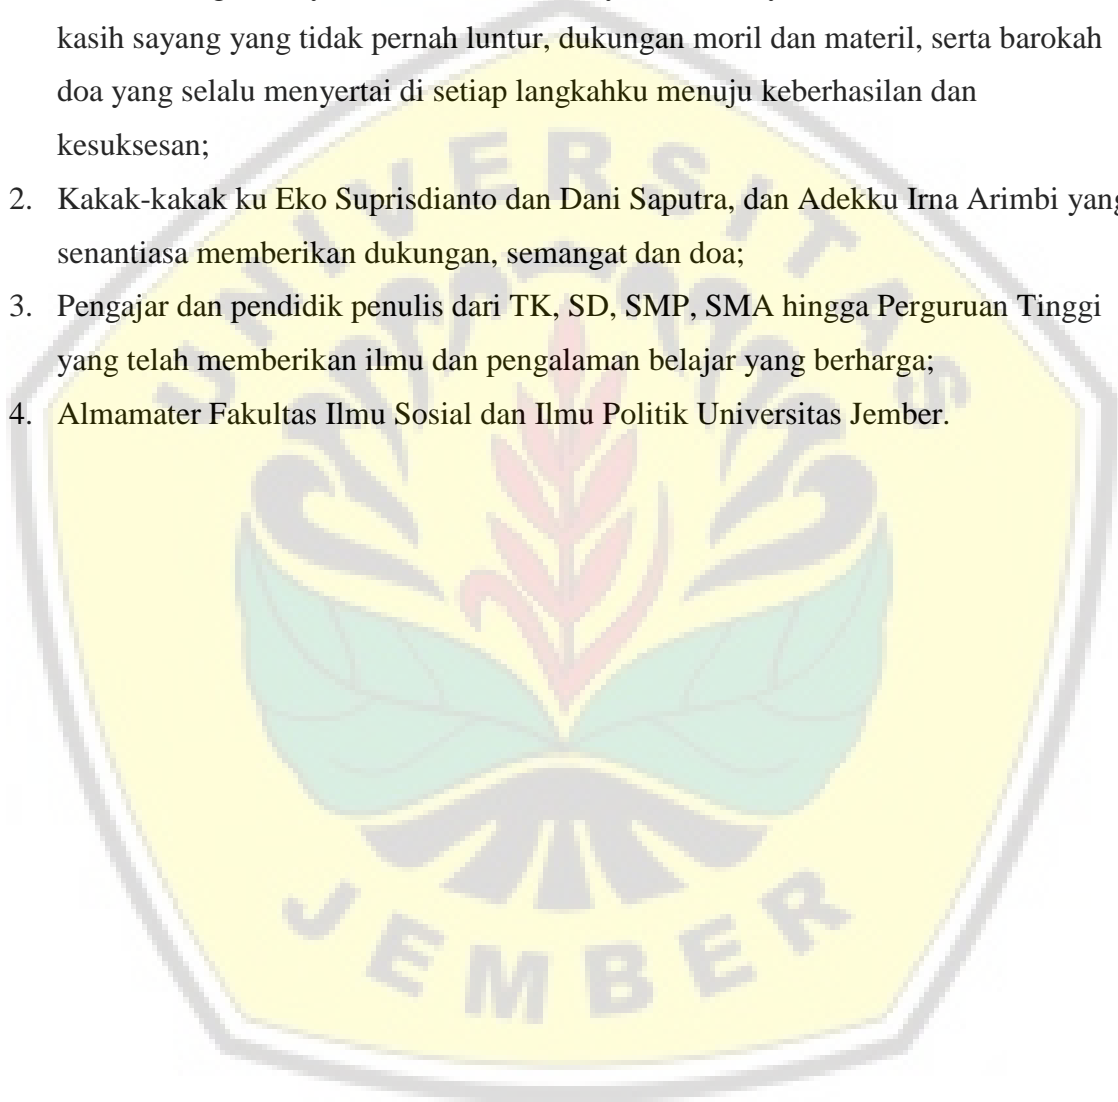 kasih sayang yang tidak pernah luntur, dukungan moril dan materil, serta barokah
doa yang selalu menyertai di setiap langkahku menuju keberhasilan dan
kesuksesan;
2. Kakak-kakak ku Eko Suprisdianto dan Dani Saputra, dan Adekku Irna Arimbi yang
senantiasa memberikan dukungan, semangat dan doa;
3. Pengajar dan pendidik penulis dari TK, SD, SMP, SMA hingga Perguruan Tinggi
yang telah memberikan ilmu dan pengalaman belajar yang berharga;
4. Almamater Fakultas Ilmu Sosial dan Ilmu Politik Universitas Jember.
UNIVERSITAS
JEMBER